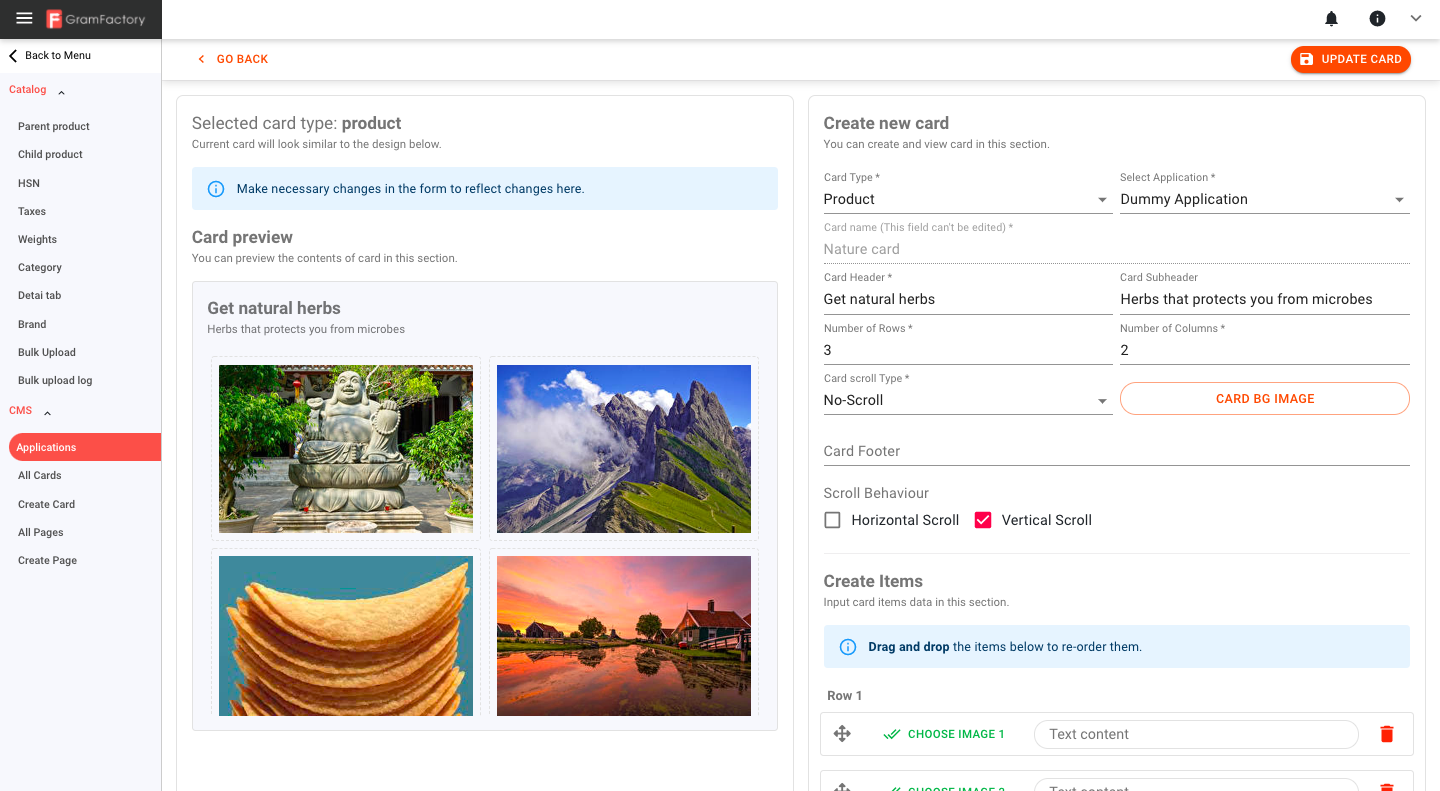 GramFactory
Back to Menu
GO BACK
UPDATE CARD
Catalog
Parent product
Child product
HSN
Taxes
Weights
Category
Detai tab
Brand
Bulk Upload
Bulk upload log
CMS
Applications
All Cards
Create Card
All Pages
Create Page
Selected card type: product
Current card will look similar to the design below.
Make necessary changes in the form to reflect changes here.
Card preview
You can preview the contents of card in this section.
Get natural herbs
Herbs that protects you from microbes
Create new card
You can create and view card in this section.
Card Type *
Select Application *
Product
Dummy Application
Card name (This field can't be edited) *
Nature card
Card Header *
Card Subheader
Get natural herbs
Herbs that protects you from microbes
Number of Rows *
Number of Columns *
3
2
Card scroll Type *
No-Scroll
CARD BG IMAGE
Card Footer
Scroll Behaviour
Horizontal Scroll
Vertical Scroll
Create Items
Input card items data in this section.
Drag and drop the items below to re-order them.
Row 1
CHOOSE IMAGE 1
Text content
CHOOSE IMAGE 2
Text content